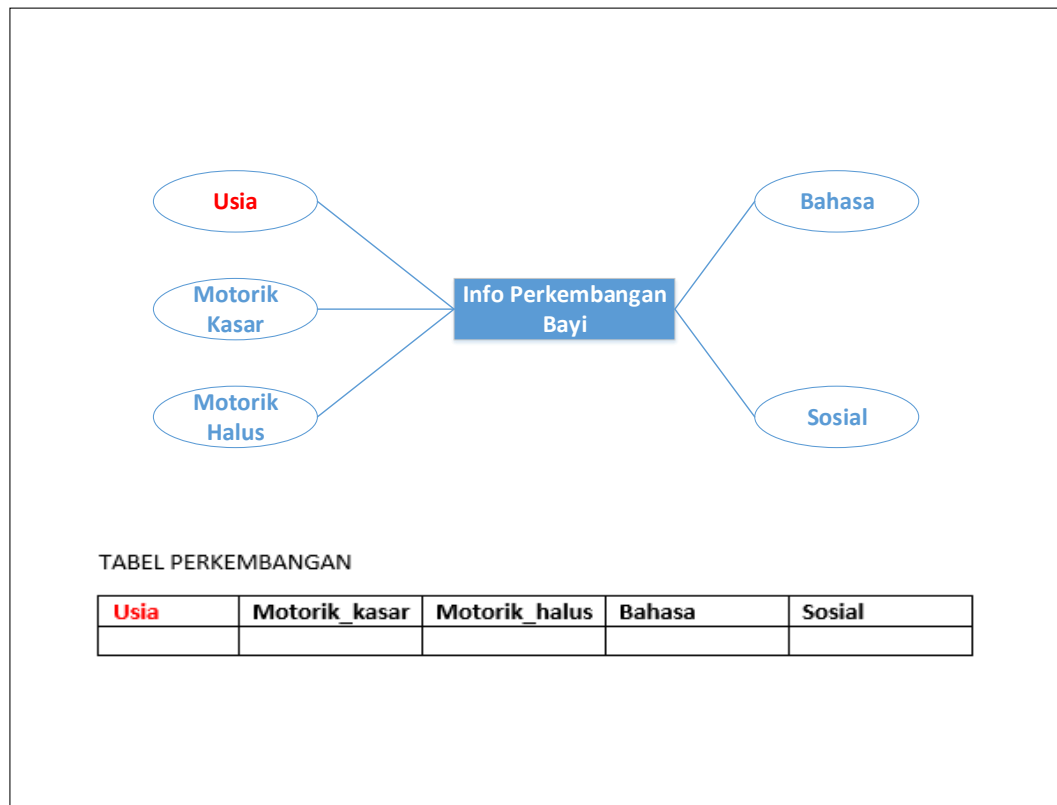 Usia
Bahasa
Motorik
Kasar
Info Perkembangan
Bayi
Motorik
Halus
Sosial
TABEL PERKEMBANGAN
Usia Motorik_kasar Motorik_halus Bahasa Sosial